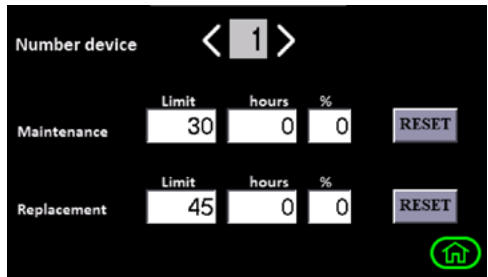 Number device 1
Limit hours %
Maintenance 30 0 0 RESET
Limit hours %
Replacement 45 0 0 RESET